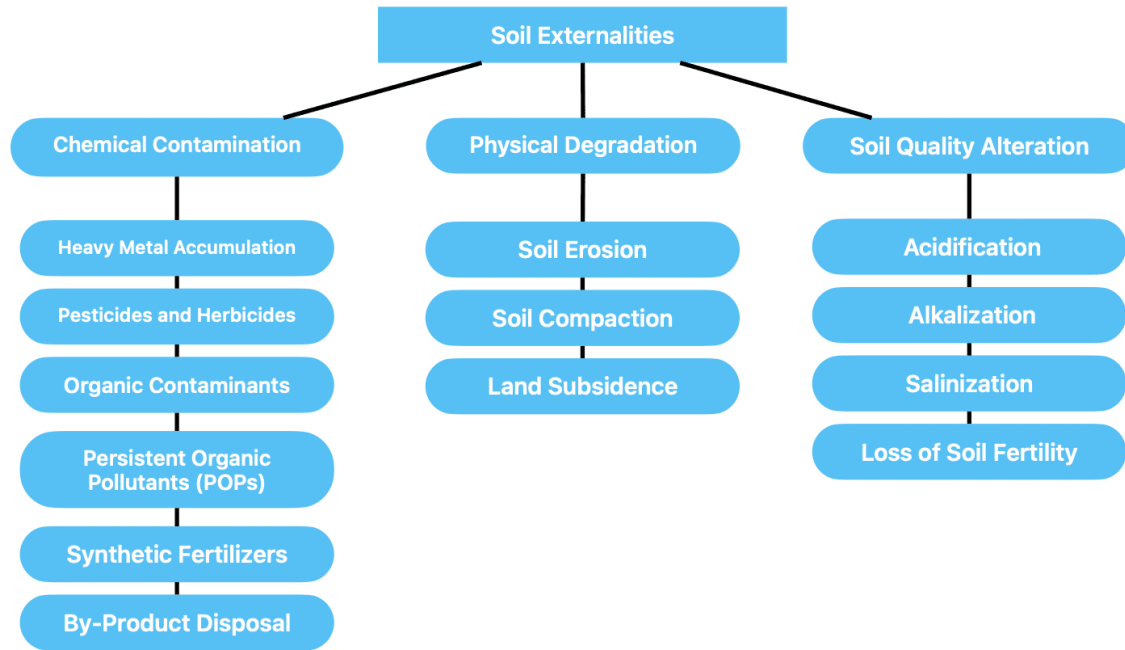 Soil Externalities
Chemical Contamination
Heavy Metal Accumulation
Pesticides and Herbicides
Organic Contaminants
Persistent Organic
Pollutants (POPs)
Synthetic Fertilizers
By-Product Disposal
Physical Degradation
Soil Erosion
Soil Compaction
Land Subsidence
Soil Quality Alteration
Acidification
Alkalization
Salinization
Loss of Soil Fertility